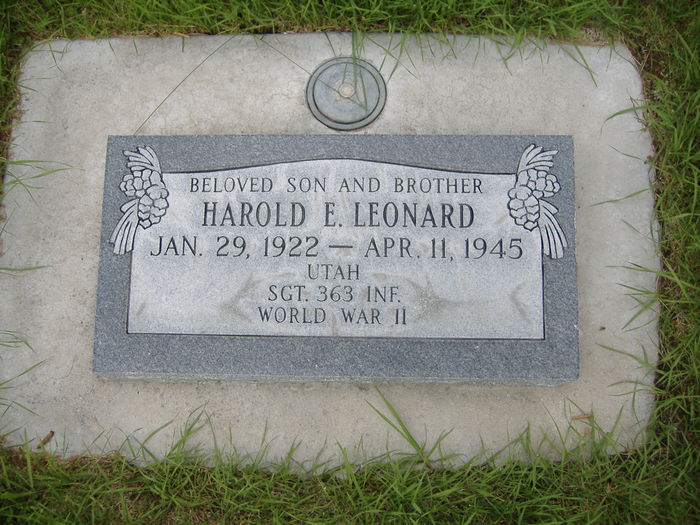 BELOVED SON AND BROTHER
HAROLD E. LEONARD
JAN. 29, 1922 — APR. 11, 1945
UTAH
SGT. 363 INF.
WORLD WAR II